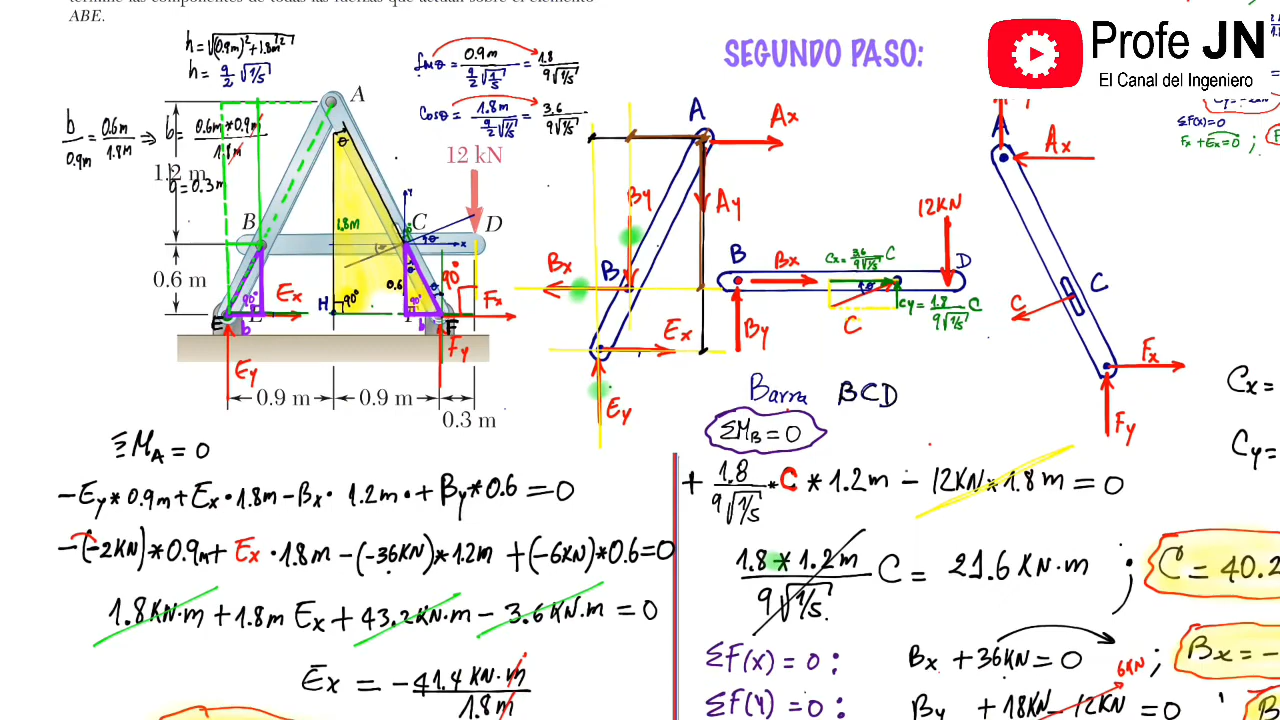 ABE.
h = √(0.9m)² + 1.8m²
h = 9/2 √1/5
b/0.9m = 0.6m/1.8m ⇒ b = 0.6m*0.9m/1.8m
b = 0.3m
Senθ = 0.9m / 9/2 √1/5 = 1.8/9√1/5
Cosθ = 1.8m / 9/2 √1/5 = 3.6/9√1/5
SEGUNDO PASO:
Profe JN
El Canal del Ingeniero
ΣF(x)=0
Fx + Ex = 0 ;
A
θ
12 kN
1.2 m
1.8m
B
C
D
0.6 m
0.6
90°
Ex
H
90°
90°
90°
Fx
E
b
b
F
Ey
Fy
0.9 m
0.9 m
0.3 m
A
Ax
By
Ay
Bx
B
Ex
Ey
12KN
B
Bx
Cx = 3.6/9√1/5 C
D
θ
By
C
Cy = 1.8/9√1/5 C
A
Ax
C
C
Fx
Fy
Barra BCD
ΣMB = 0
Cx =
Cy =
+ 1.8/9√1/5 * C * 1.2m − 12KN*1.8m = 0
1.8*1.2m/9√1/5 C = 21.6 KN·m ; C = 40.2
ΣF(x) = 0: Bx + 36KN = 0 ; Bx = −
6KN
ΣF(y) = 0: By + 18KN − 12KN = 0
ΣMA = 0
−Ey*0.9m + Ex·1.8m − Bx· 1.2m· + By*0.6 = 0
−(−2KN)*0.9m + Ex ·1.8m −(−36KN)*1.2m +(−6KN)*0.6=0
1.8KN·m + 1.8m Ex + 43.2KN·m − 3.6KN·m = 0
Ex = −41.4 KN·m/1.8m